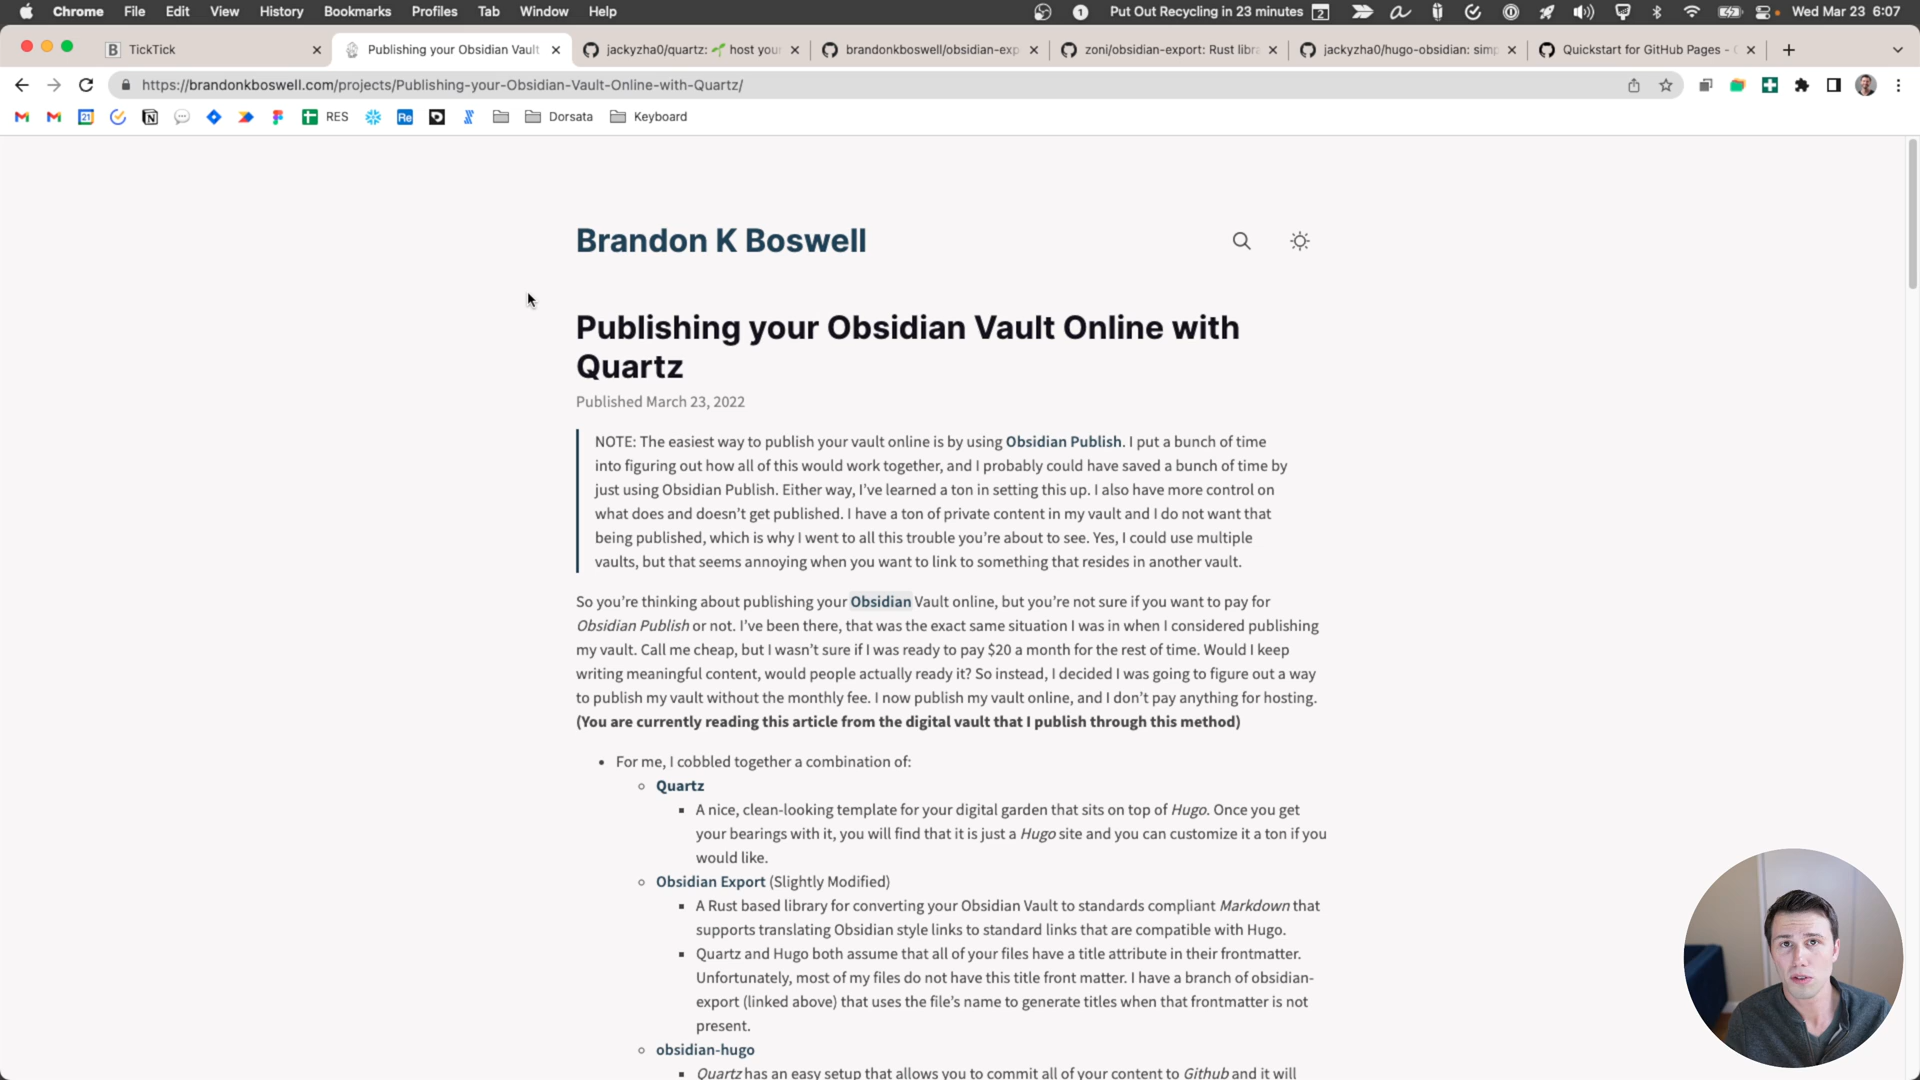 Chrome File Edit View History Bookmarks Profiles Tab Window Help
1 Put Out Recycling in 23 minutes 2 Wed Mar 23 6:07
TickTick
Publishing your Obsidian Vault
jackyzha0/quartz: 🌱 host your
brandonkboswell/obsidian-exp
zoni/obsidian-export: Rust libra
jackyzha0/hugo-obsidian: simp
Quickstart for GitHub Pages -
https://brandonkboswell.com/projects/Publishing-your-Obsidian-Vault-Online-with-Quartz/
21 RES Re Dorsata Keyboard
Brandon K Boswell
Publishing your Obsidian Vault Online with
Quartz
Published March 23, 2022
NOTE: The easiest way to publish your vault online is by using Obsidian Publish. I put a bunch of time
into figuring out how all of this would work together, and I probably could have saved a bunch of time by
just using Obsidian Publish. Either way, I've learned a ton in setting this up. I also have more control on
what does and doesn't get published. I have a ton of private content in my vault and I do not want that
being published, which is why I went to all this trouble you're about to see. Yes, I could use multiple
vaults, but that seems annoying when you want to link to something that resides in another vault.
So you're thinking about publishing your Obsidian Vault online, but you're not sure if you want to pay for
Obsidian Publish or not. I've been there, that was the exact same situation I was in when I considered publishing
my vault. Call me cheap, but I wasn't sure if I was ready to pay $20 a month for the rest of time. Would I keep
writing meaningful content, would people actually ready it? So instead, I decided I was going to figure out a way
to publish my vault without the monthly fee. I now publish my vault online, and I don't pay anything for hosting.
(You are currently reading this article from the digital vault that I publish through this method)
• For me, I cobbled together a combination of:
◦ Quartz
▪ A nice, clean-looking template for your digital garden that sits on top of Hugo. Once you get
your bearings with it, you will find that it is just a Hugo site and you can customize it a ton if you
would like.
◦ Obsidian Export (Slightly Modified)
▪ A Rust based library for converting your Obsidian Vault to standards compliant Markdown that
supports translating Obsidian style links to standard links that are compatible with Hugo.
▪ Quartz and Hugo both assume that all of your files have a title attribute in their frontmatter.
Unfortunately, most of my files do not have this title front matter. I have a branch of obsidian-
export (linked above) that uses the file's name to generate titles when that frontmatter is not
present.
◦ obsidian-hugo
▪ Quartz has an easy setup that allows you to commit all of your content to Github and it will